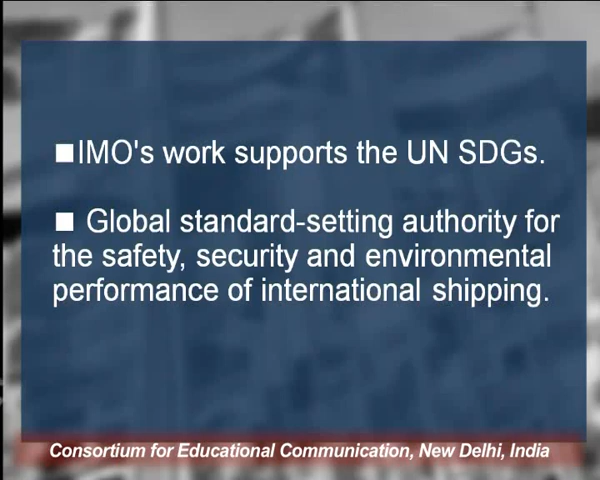 ■IMO's work supports the UN SDGs.
■ Global standard-setting authority for
the safety, security and environmental
performance of international shipping.
Consortium for Educational Communication, New Delhi, India